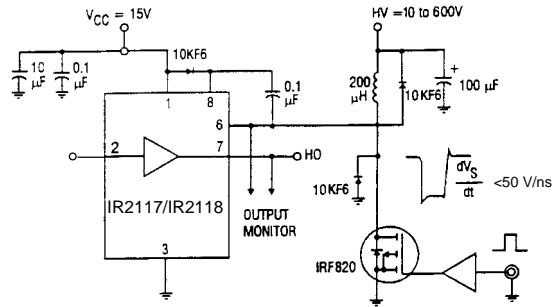 V_CC = 15V
HV = 10 to 600V
10KF6
10 µF
0.1 µF
0.1 µF
200 µH
10KF6
+
100 µF
1
8
6
2
7
HO
10KF6
dV_S
dt
<50 V/ns
IR2117/IR2118
OUTPUT
MONITOR
3
IRF820